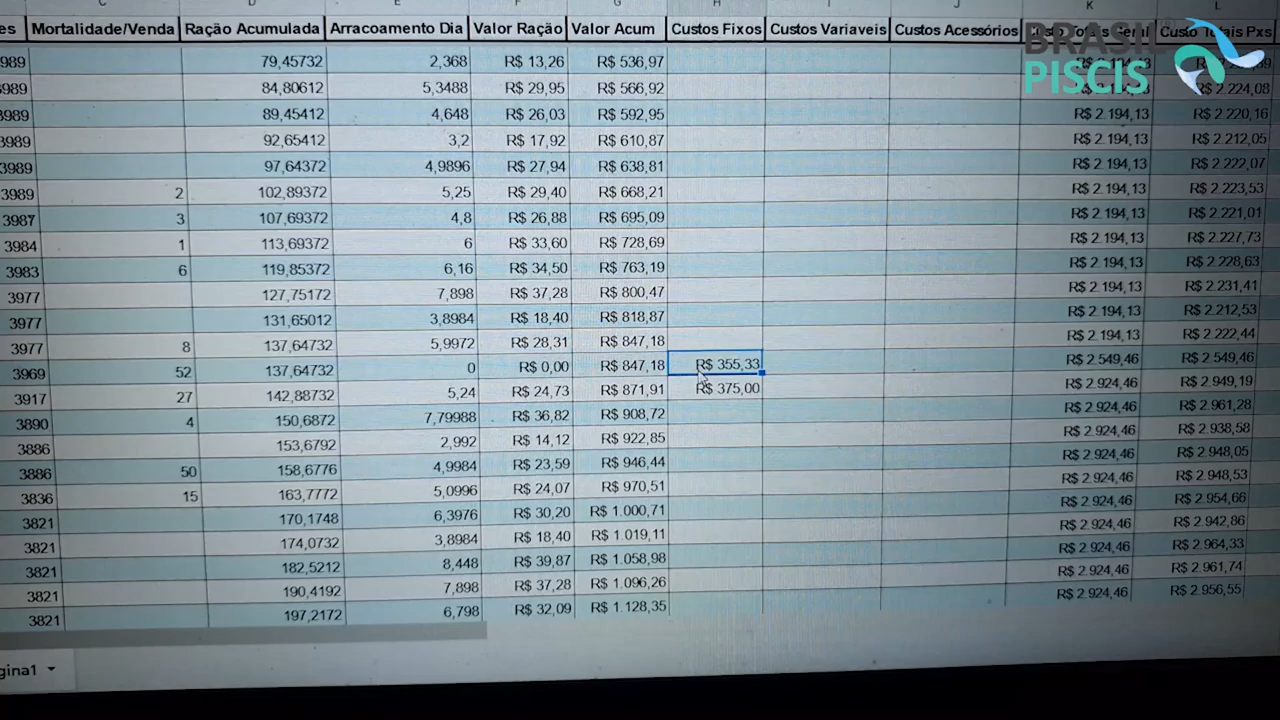 C D E F G H I J K L
es Mortalidade/Venda Ração Acumulada Arracoamento Dia Valor Ração Valor Acum Custos Fixos Custos Variaveis Custos Acessórios
BRASIL
PISCIS
989 79,45732 2,368 R$ 13,26 R$ 536,97
3989 84,80612 5,3488 R$ 29,95 R$ 566,92 R$ 2.224,08
3989 89,45412 4,648 R$ 26,03 R$ 592,95 R$ 2.194,13 R$ 2.220,16
3989 92,65412 3,2 R$ 17,92 R$ 610,87 R$ 2.194,13 R$ 2.212,05
3989 97,64372 4,9896 R$ 27,94 R$ 638,81 R$ 2.194,13 R$ 2.222,07
3989 2 102,89372 5,25 R$ 29,40 R$ 668,21 R$ 2.194,13 R$ 2.223,53
3987 3 107,69372 4,8 R$ 26,88 R$ 695,09 R$ 2.194,13 R$ 2.221,01
3984 1 113,69372 6 R$ 33,60 R$ 728,69 R$ 2.194,13 R$ 2.227,73
3983 6 119,85372 6,16 R$ 34,50 R$ 763,19 R$ 2.194,13 R$ 2.228,63
3977 127,75172 7,898 R$ 37,28 R$ 800,47 R$ 2.194,13 R$ 2.231,41
3977 131,65012 3,8984 R$ 18,40 R$ 818,87 R$ 2.194,13 R$ 2.212,53
3977 8 137,64732 5,9972 R$ 28,31 R$ 847,18 R$ 2.194,13 R$ 2.222,44
3969 52 137,64732 0 R$ 0,00 R$ 847,18 R$ 355,33 R$ 2.549,46 R$ 2.549,46
3917 27 142,88732 5,24 R$ 24,73 R$ 871,91 R$ 375,00 R$ 2.924,46 R$ 2.949,19
3890 4 150,6872 7,79988 R$ 36,82 R$ 908,72 R$ 2.924,46 R$ 2.961,28
3886 153,6792 2,992 R$ 14,12 R$ 922,85 R$ 2.924,46 R$ 2.938,58
3886 50 158,6776 4,9984 R$ 23,59 R$ 946,44 R$ 2.924,46 R$ 2.948,05
3836 15 163,7772 5,0996 R$ 24,07 R$ 970,51 R$ 2.924,46 R$ 2.948,53
3821 170,1748 6,3976 R$ 30,20 R$ 1.000,71 R$ 2.924,46 R$ 2.954,66
3821 174,0732 3,8984 R$ 18,40 R$ 1.019,11 R$ 2.924,46 R$ 2.942,86
3821 182,5212 8,448 R$ 39,87 R$ 1.058,98 R$ 2.924,46 R$ 2.964,33
3821 190,4192 7,898 R$ 37,28 R$ 1.096,26 R$ 2.924,46 R$ 2.961,74
3821 197,2172 6,798 R$ 32,09 R$ 1.128,35 R$ 2.924,46 R$ 2.956,55
gina1